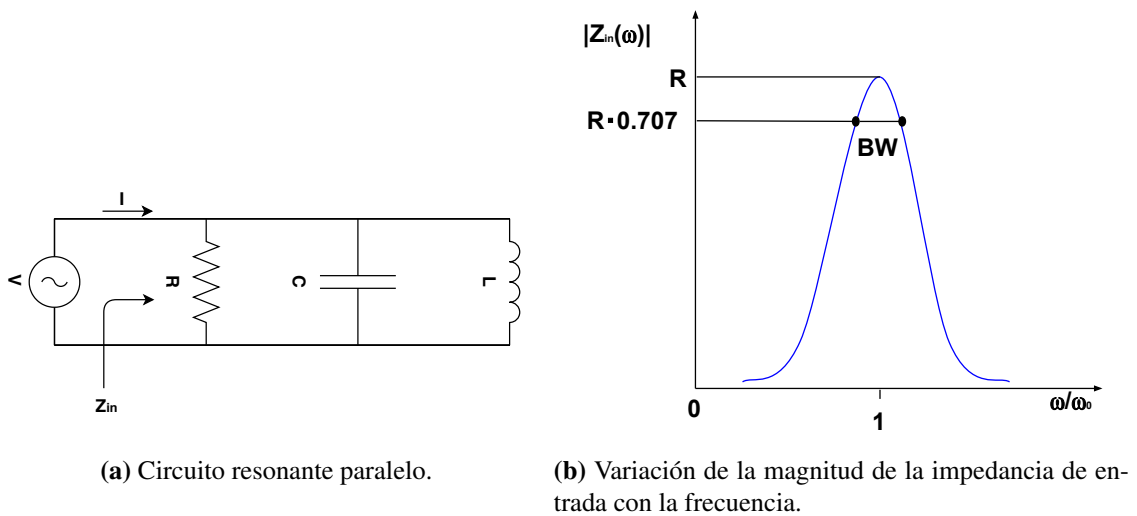 I
V
R
C
L
Zin
(a) Circuito resonante paralelo.
|Zin(ω)|
R
R·0.707
BW
0
1
ω/ω₀
(b) Variación de la magnitud de la impedancia de en-
trada con la frecuencia.